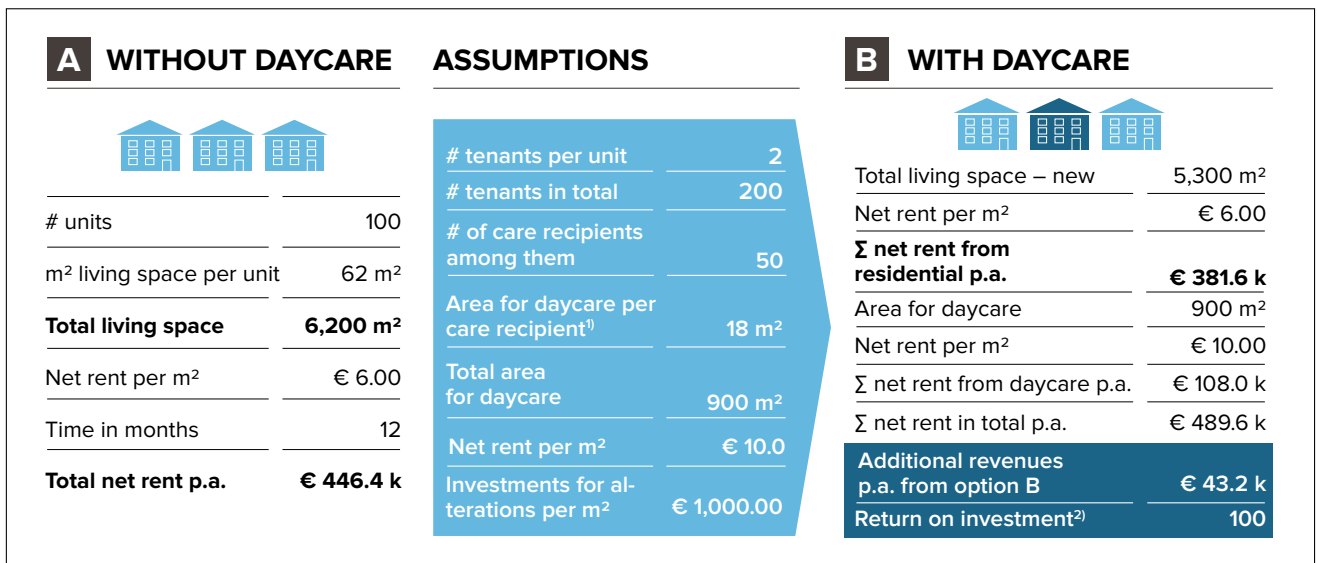 A WITHOUT DAYCARE
# units 100
m² living space per unit 62 m²
Total living space 6,200 m²
Net rent per m² € 6.00
Time in months 12
Total net rent p.a. € 446.4 k
ASSUMPTIONS
# tenants per unit 2
# tenants in total 200
# of care recipients
among them 50
Area for daycare per
care recipient¹⁾ 18 m²
Total area
for daycare 900 m²
Net rent per m² € 10.0
Investments for al-
terations per m² € 1,000.00
B WITH DAYCARE
Total living space – new 5,300 m²
Net rent per m² € 6.00
∑ net rent from
residential p.a. € 381.6 k
Area for daycare 900 m²
Net rent per m² € 10.00
∑ net rent from daycare p.a. € 108.0 k
∑ net rent in total p.a. € 489.6 k
Additional revenues
p.a. from option B € 43.2 k
Return on investment²⁾ 100